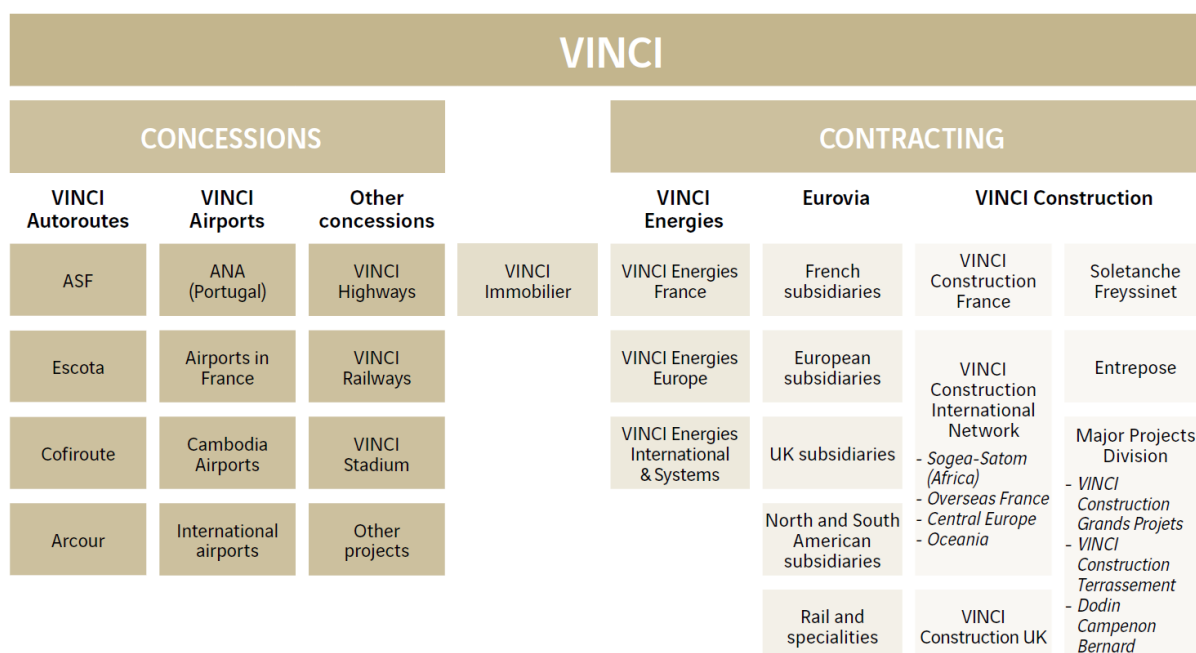 VINCI
CONCESSIONS
CONTRACTING
VINCI
Autoroutes
VINCI
Airports
Other
concessions
VINCI
Energies
Eurovia
VINCI Construction
ASF
ANA
(Portugal)
VINCI
Highways
VINCI
Immobilier
VINCI Energies
France
French
subsidiaries
VINCI
Construction
France
Soletanche
Freyssinet
Escota
Airports in
France
VINCI
Railways
VINCI Energies
Europe
European
subsidiaries
VINCI
Construction
International
Network
- Sogea-Satom
(Africa)
- Overseas France
- Central Europe
- Oceania
Entrepose
Cofiroute
Cambodia
Airports
VINCI
Stadium
VINCI Energies
International
& Systems
UK subsidiaries
Major Projects
Division
- VINCI
Construction
Grands Projets
- VINCI
Construction
Terrassement
- Dodin
Campenon
Bernard
Arcour
International
airports
Other
projects
North and South
American
subsidiaries
Rail and
specialities
VINCI
Construction UK